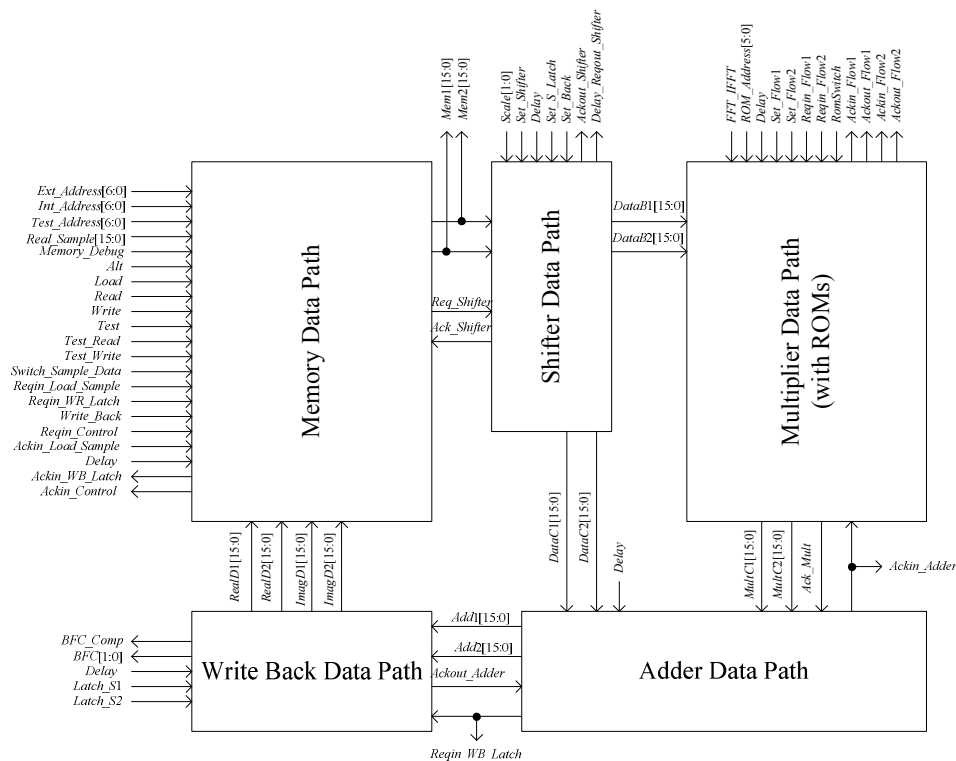 Mem1[15:0]
Mem2[15:0]
Scale[1:0]
Set_Shifter
Delay
Set_S_Latch
Set_Back
Ackout_Shifter
Delay_Reqout_Shifter
FFT_IFFT
ROM_Address[5:0]
Delay
Set_Flow1
Set_Flow2
Reqin_Flow1
Reqin_Flow2
RomSwitch
Ackin_Flow1
Ackout_Flow1
Ackin_Flow2
Ackout_Flow2
Ext_Address[6:0]
Int_Address[6:0]
Test_Address[6:0]
Real_Sample[15:0]
Memory_Debug
Alt
Load
Read
Write
Test
Test_Read
Test_Write
Switch_Sample_Data
Reqin_Load_Sample
Reqin_WR_Latch
Write_Back
Reqin_Control
Ackin_Load_Sample
Delay
Ackin_WB_Latch
Ackin_Control
Memory Data Path
Req_Shifter
Ack_Shifter
Shifter Data Path
DataB1[15:0]
DataB2[15:0]
Multiplier Data Path
(with ROMs)
RealD1[15:0]
RealD2[15:0]
ImagD1[15:0]
ImagD2[15:0]
DataC1[15:0]
DataC2[15:0]
Delay
MultC1[15:0]
MultC2[15:0]
Ack_Mult
Ackin_Adder
BFC_Comp
BFC[1:0]
Delay
Latch_S1
Latch_S2
Write Back Data Path
Add1[15:0]
Add2[15:0]
Ackout_Adder
Reqin_WB_Latch
Adder Data Path